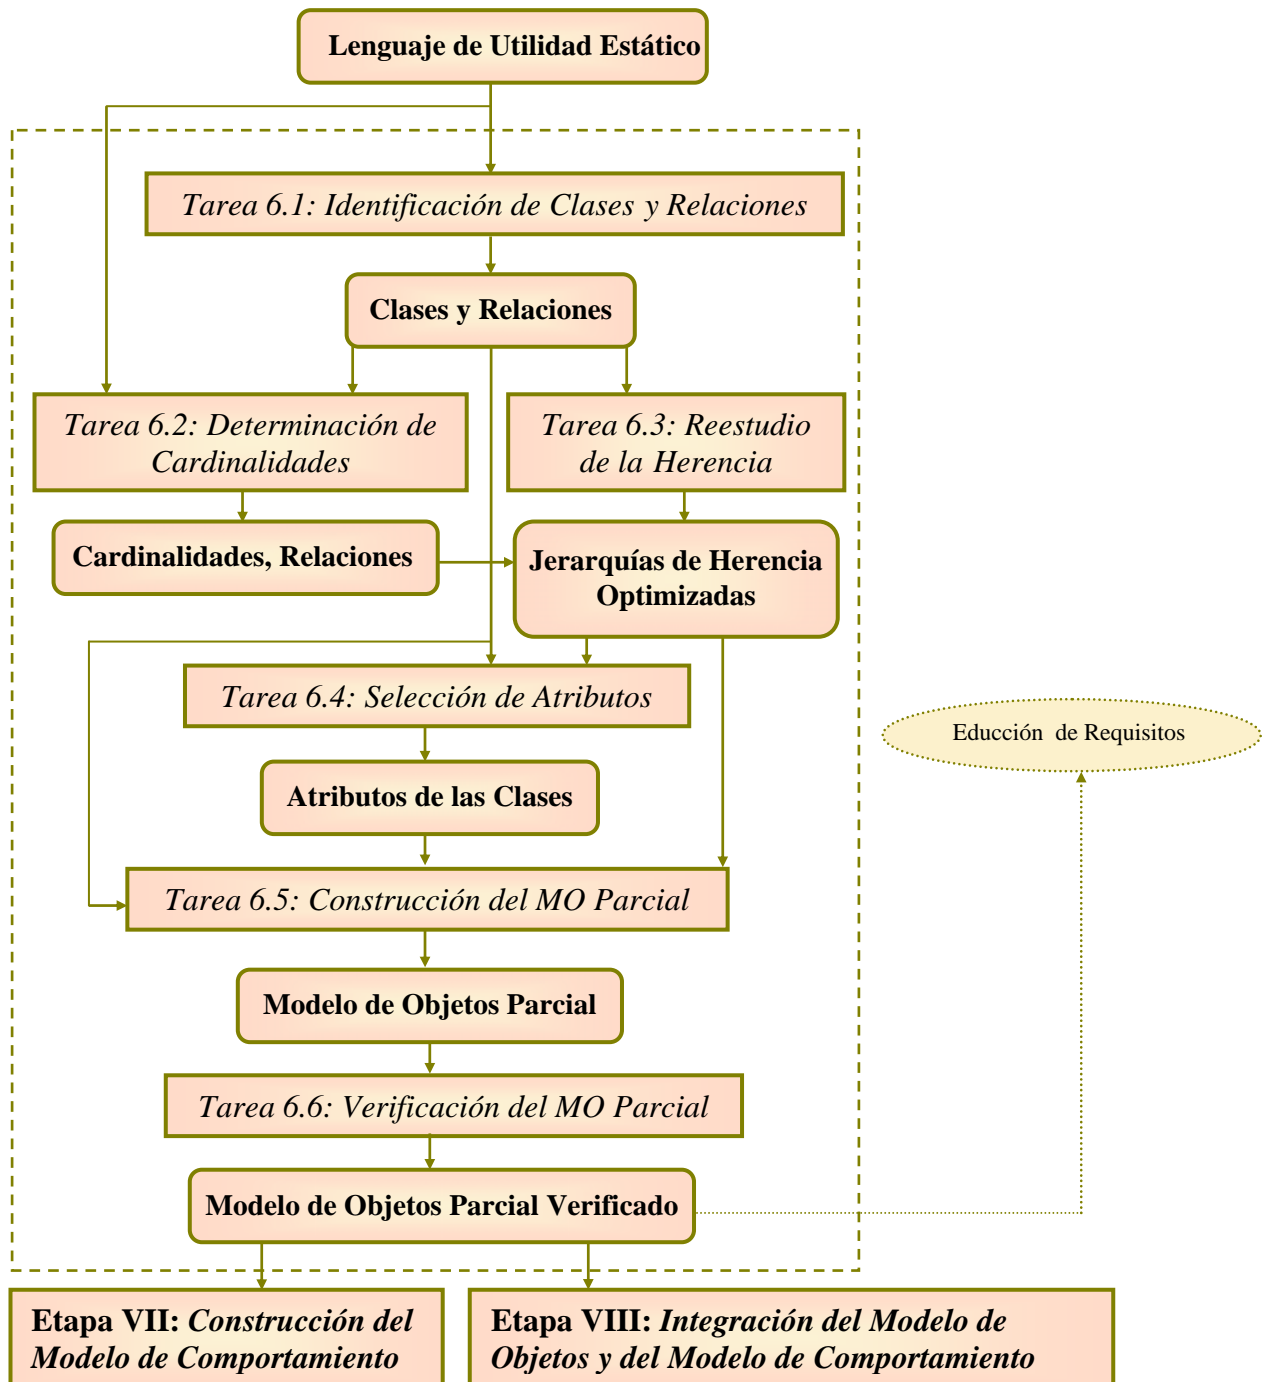 Lenguaje de Utilidad Estático
Tarea 6.1: Identificación de Clases y Relaciones
Clases y Relaciones
Tarea 6.2: Determinación de
Cardinalidades
Tarea 6.3: Reestudio
de la Herencia
Cardinalidades, Relaciones
Jerarquías de Herencia
Optimizadas
Tarea 6.4: Selección de Atributos
Educción de Requisitos
Atributos de las Clases
Tarea 6.5: Construcción del MO Parcial
Modelo de Objetos Parcial
Tarea 6.6: Verificación del MO Parcial
Modelo de Objetos Parcial Verificado
Etapa VII: Construcción del
Modelo de Comportamiento
Etapa VIII: Integración del Modelo de
Objetos y del Modelo de Comportamiento